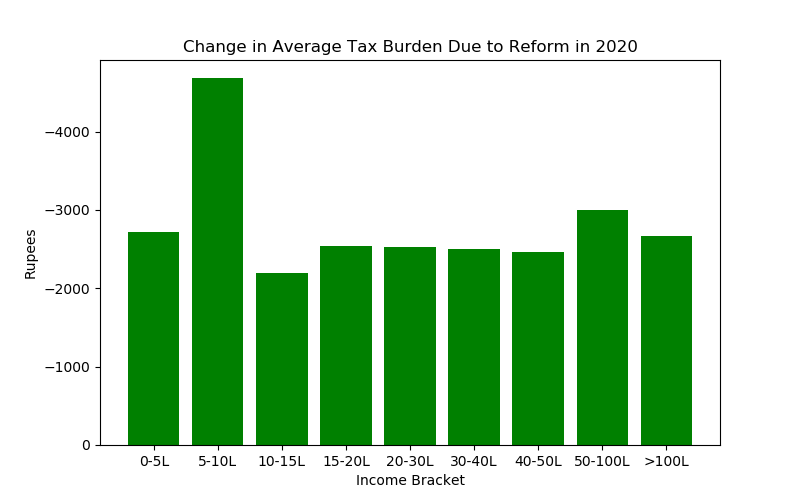 Change in Average Tax Burden Due to Reform in 2020
−4000
−3000
−2000
−1000
0
Rupees
0-5L 5-10L 10-15L 15-20L 20-30L 30-40L 40-50L 50-100L >100L
Income Bracket